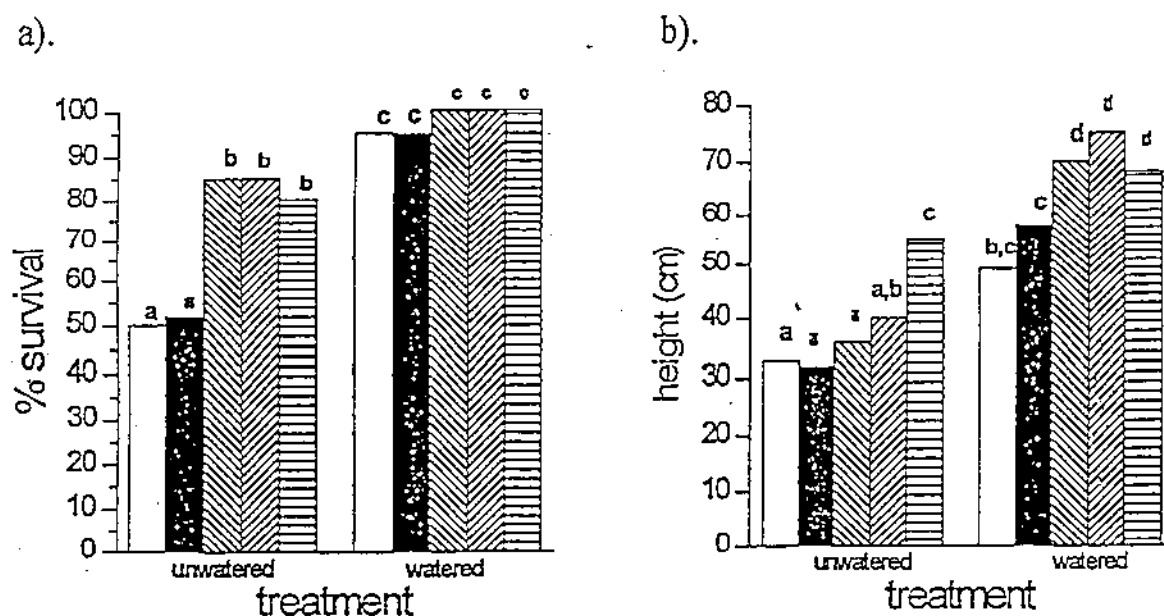 a).
% survival
100
90
80
70
60
50
40
30
20
10
0
a
a
b
b
b
c
c
c
c
c
unwatered
watered
treatment
b).
height (cm)
80
70
60
50
40
30
20
10
0
a
a
a
a,b
c
b,c
c
d
d
d
unwatered
watered
treatment